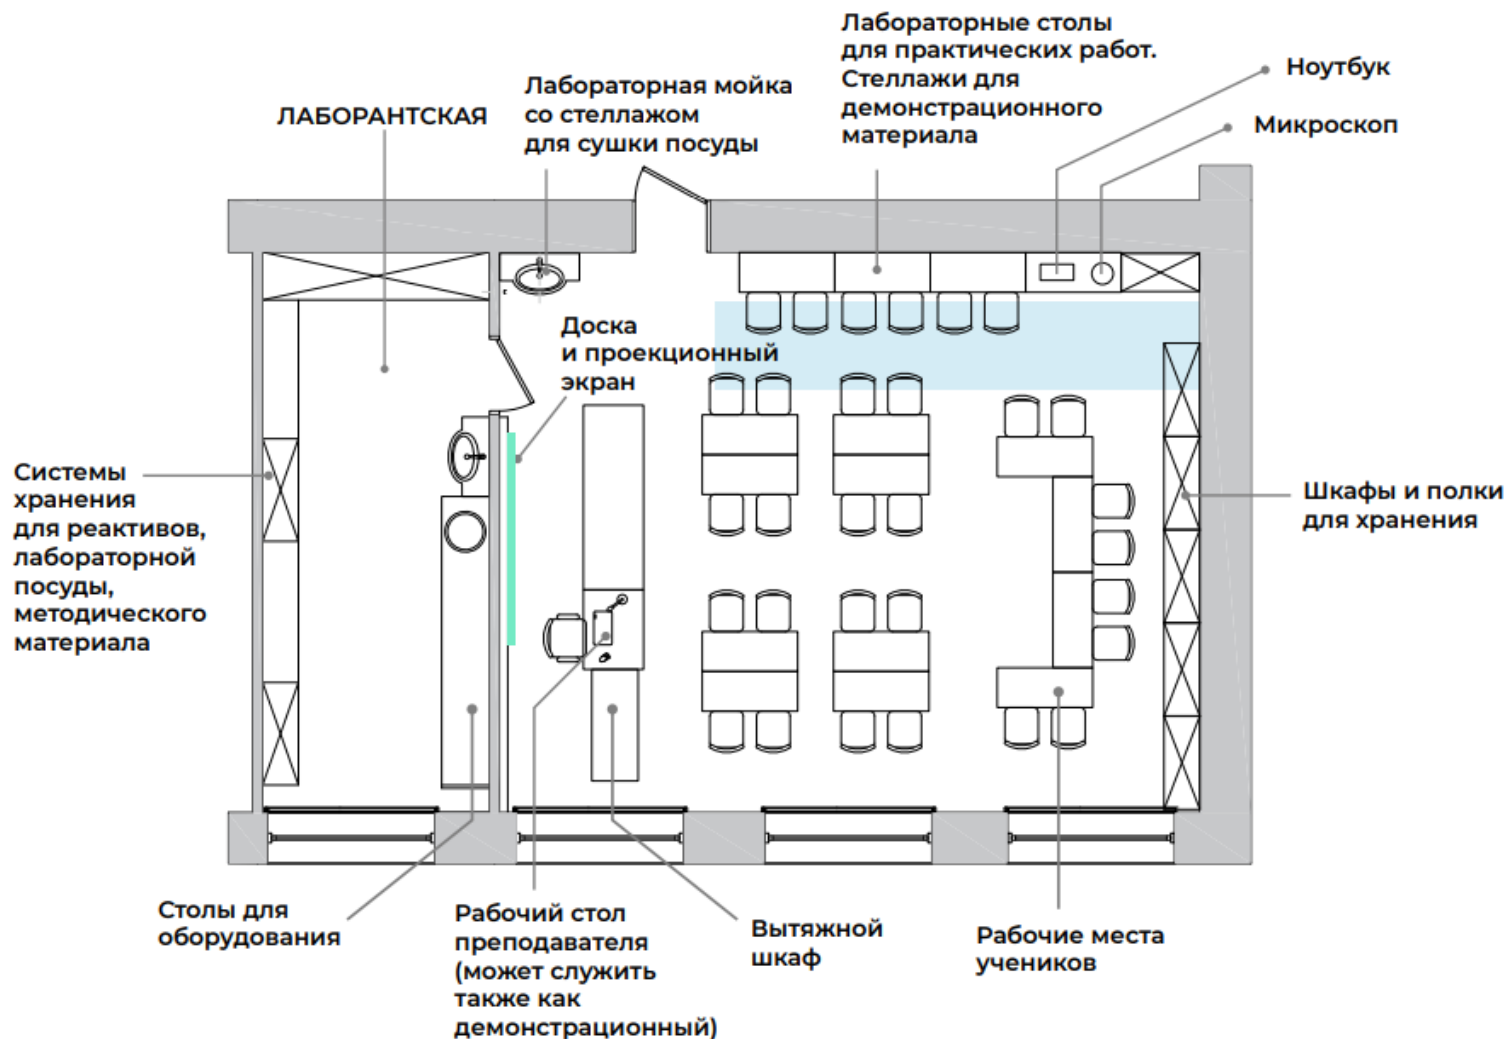 Лабораторные столы
для практических работ.
Стеллажи для
демонстрационного
материала
Ноутбук
Микроскоп
Лабораторная мойка
со стеллажом
для сушки посуды
ЛАБОРАНТСКАЯ
Доска
и проекционный
экран
Системы
хранения
для реактивов,
лабораторной
посуды,
методического
материала
Шкафы и полки
для хранения
Столы для
оборудования
Рабочий стол
преподавателя
(может служить
также как
демонстрационный)
Вытяжной
шкаф
Рабочие места
учеников